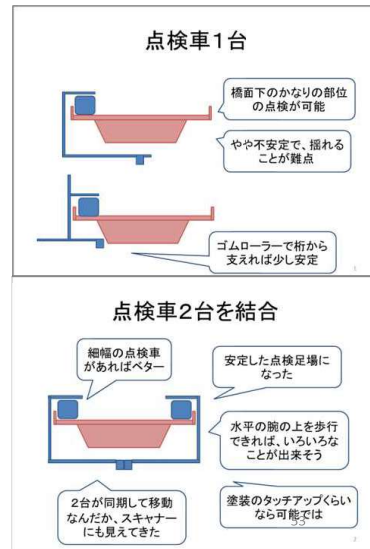 点検車1台
橋面下のかなりの部位
の点検が可能
やや不安定で、揺れる
ことが難点
ゴムローラーで桁から
支えれば少し安定
1
点検車2台を結合
細幅の点検車
があればベター
安定した点検足場に
なった
水平の腕の上を歩行
できれば、いろいろな
ことが出来そう
2台が同期して移動
なんだか、スキャナー
にも見えてきた
塗装のタッチアップくらい
なら可能では
53
2